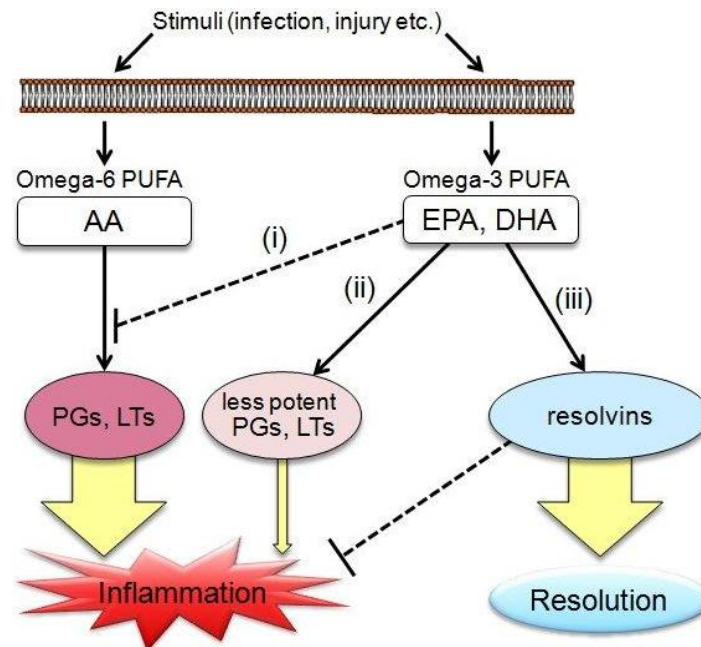 Stimuli (infection, injury etc.)
Omega-6 PUFA
Omega-3 PUFA
AA
EPA, DHA
(i)
(ii)
(iii)
PGs, LTs
less potent
PGs, LTs
resolvins
Inflammation
Resolution